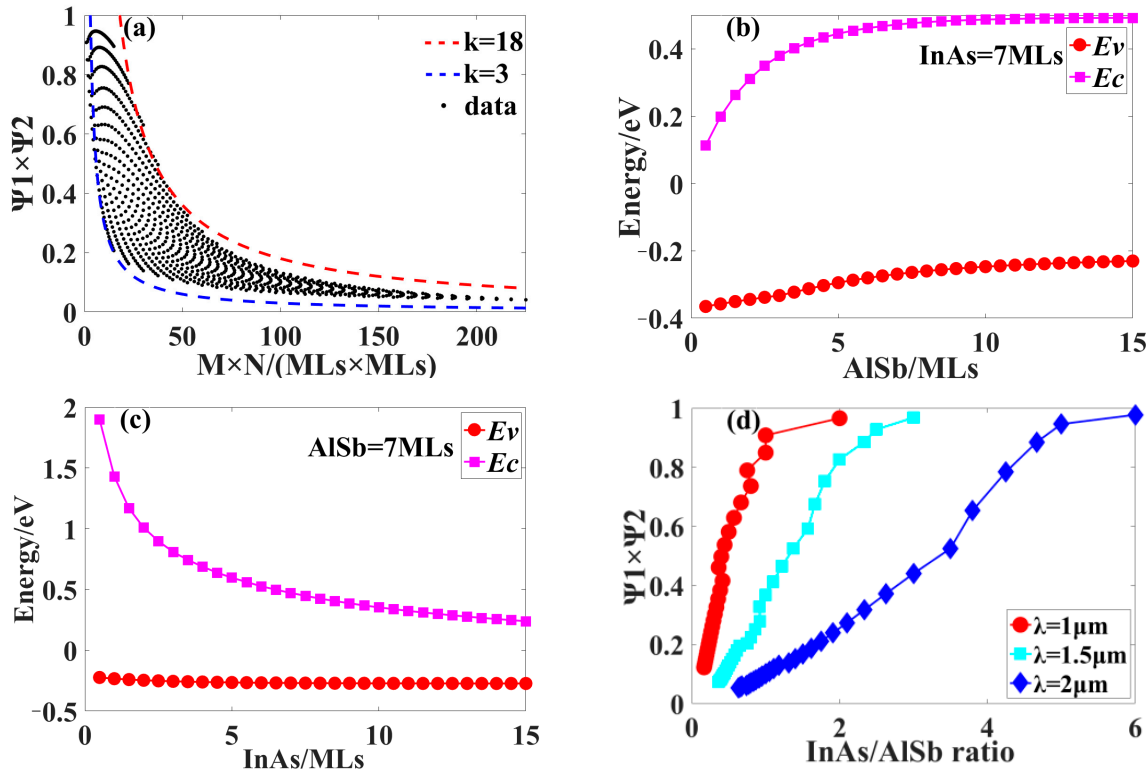 (a)
k=18
k=3
data
Ψ1×Ψ2
1
0.8
0.6
0.4
0.2
0
0 50 100 150 200
M×N/(MLs×MLs)
(b)
InAs=7MLs
Ev
Ec
Energy/eV
0.4
0.2
0
−0.2
−0.4
0 5 10 15
AlSb/MLs
(c)
AlSb=7MLs
Ev
Ec
Energy/eV
2
1.5
1
0.5
0
−0.5
0 5 10 15
InAs/MLs
(d)
Ψ1×Ψ2
1
0.8
0.6
0.4
0.2
0
λ=1μm
λ=1.5μm
λ=2μm
0 2 4 6
InAs/AlSb ratio